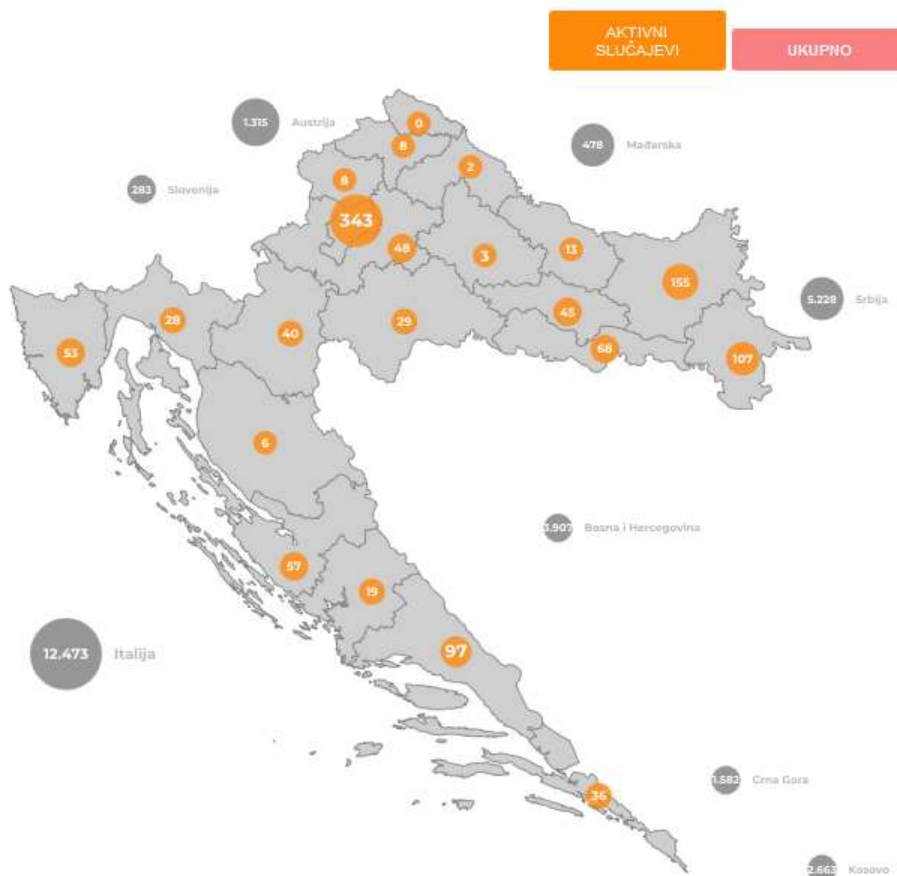 AKTIVNI
SLUČAJEVI
UKUPNO
1.315 Austrija
0
8
478 Mađarska
2
283 Slovenija
8
343
48
3
13
155
5.228 Srbija
28
40
29
45
53
68
107
6
3.907 Bosna i Hercegovina
57
19
12.473 Italija
97
1.582 Crna Gora
36
2.663 Kosovo